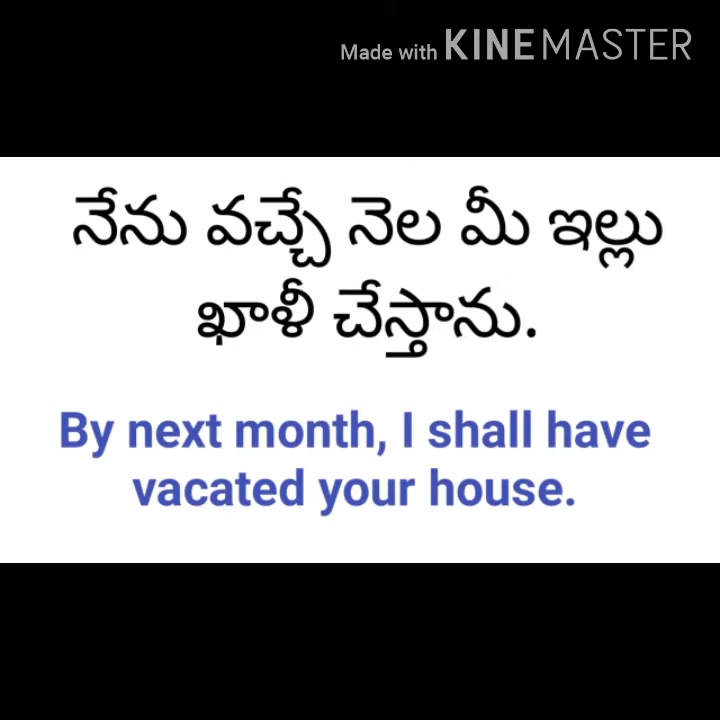 Made with KINEMASTER
నేను వచ్చే నెల మీ ఇల్లు
ఖాళీ చేస్తాను.
By next month, I shall have
vacated your house.